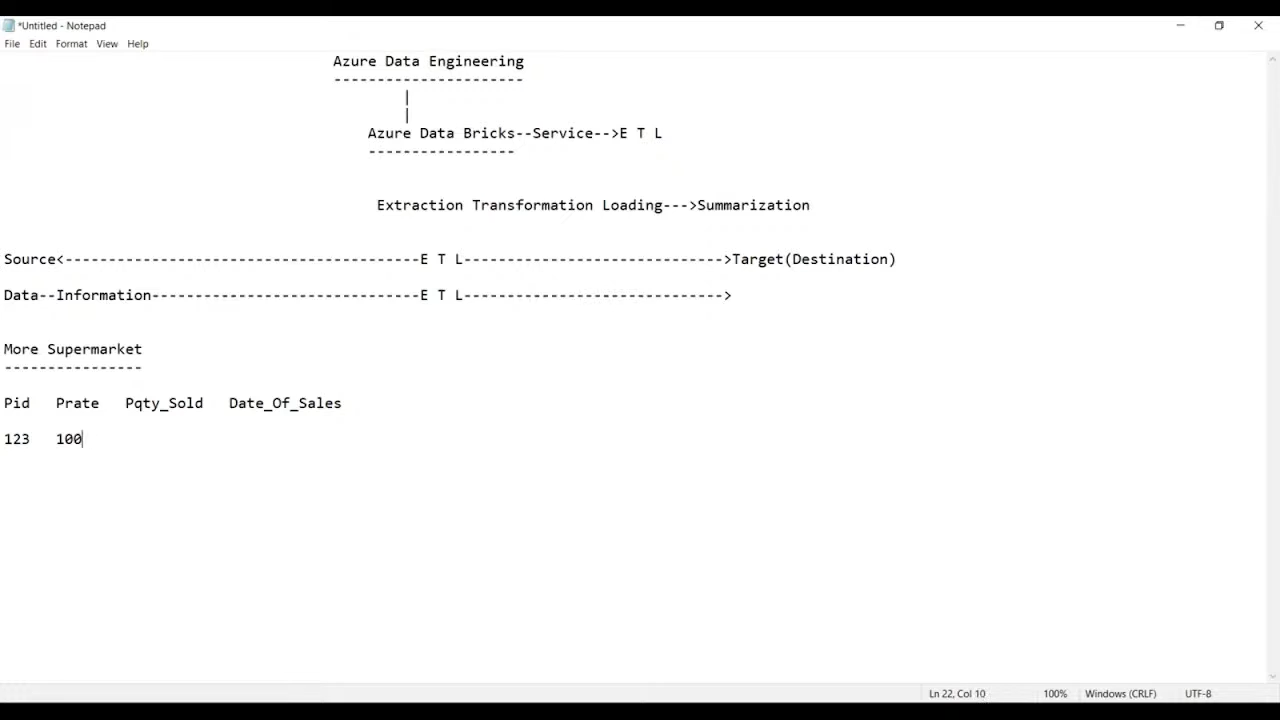 *Untitled - Notepad
File Edit Format View Help
Azure Data Engineering
----------------------
|
|
Azure Data Bricks--Service-->E T L
-----------------
Extraction Transformation Loading--->Summarization
Source<-----------------------------------------E T L------------------------------>Target(Destination)
Data--Information-------------------------------E T L------------------------------>
More Supermarket
----------------
Pid Prate Pqty_Sold Date_Of_Sales
123 100
Ln 22, Col 10 100% Windows (CRLF) UTF-8